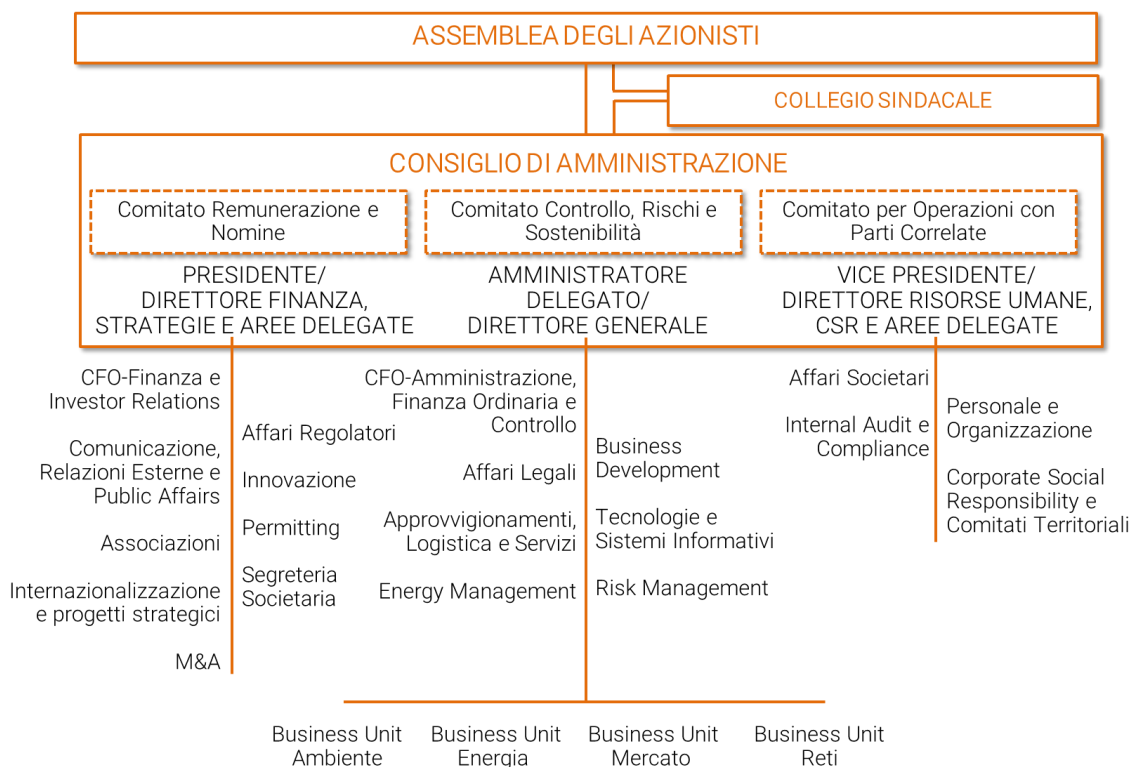 ASSEMBLEA DEGLI AZIONISTI
COLLEGIO SINDACALE
CONSIGLIO DI AMMINISTRAZIONE
Comitato Remunerazione e
Nomine
Comitato Controllo, Rischi e
Sostenibilità
Comitato per Operazioni con
Parti Correlate
PRESIDENTE/
DIRETTORE FINANZA,
STRATEGIE E AREE DELEGATE
AMMINISTRATORE
DELEGATO/
DIRETTORE GENERALE
VICE PRESIDENTE/
DIRETTORE RISORSE UMANE,
CSR E AREE DELEGATE
CFO-Finanza e
Investor Relations
Comunicazione,
Relazioni Esterne e
Public Affairs
Associazioni
Internazionalizzazione
e progetti strategici
M&A
Affari Regolatori
Innovazione
Permitting
Segreteria
Societaria
CFO-Amministrazione,
Finanza Ordinaria e
Controllo
Affari Legali
Approvvigionamenti,
Logistica e Servizi
Energy Management
Business
Development
Tecnologie e
Sistemi Informativi
Risk Management
Affari Societari
Internal Audit e
Compliance
Personale e
Organizzazione
Corporate Social
Responsibility e
Comitati Territoriali
Business Unit
Ambiente
Business Unit
Energia
Business Unit
Mercato
Business Unit
Reti